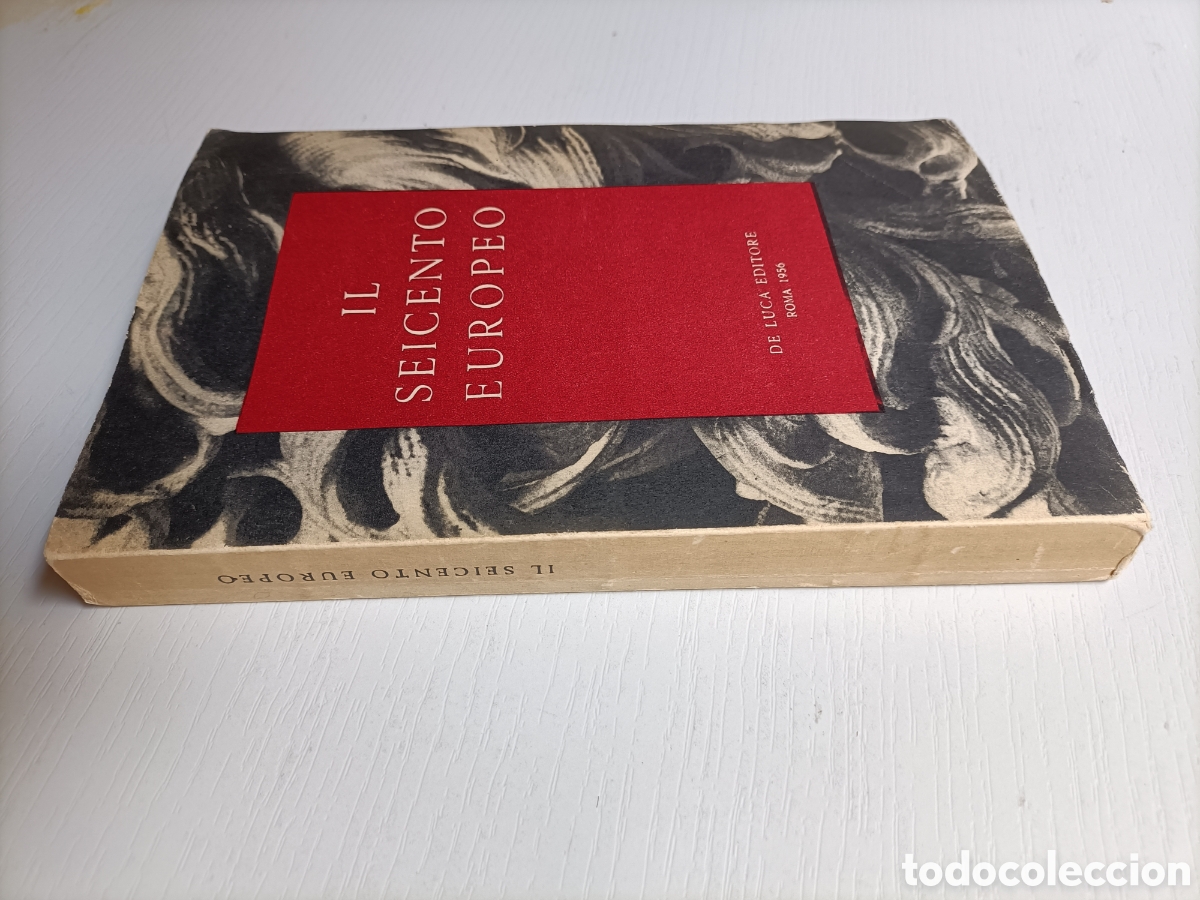 IL
SEICENTO
EUROPEO
DE LUCA EDITORE
ROMA 1956
IL SEICENTO EUROPEO
todocoleccion